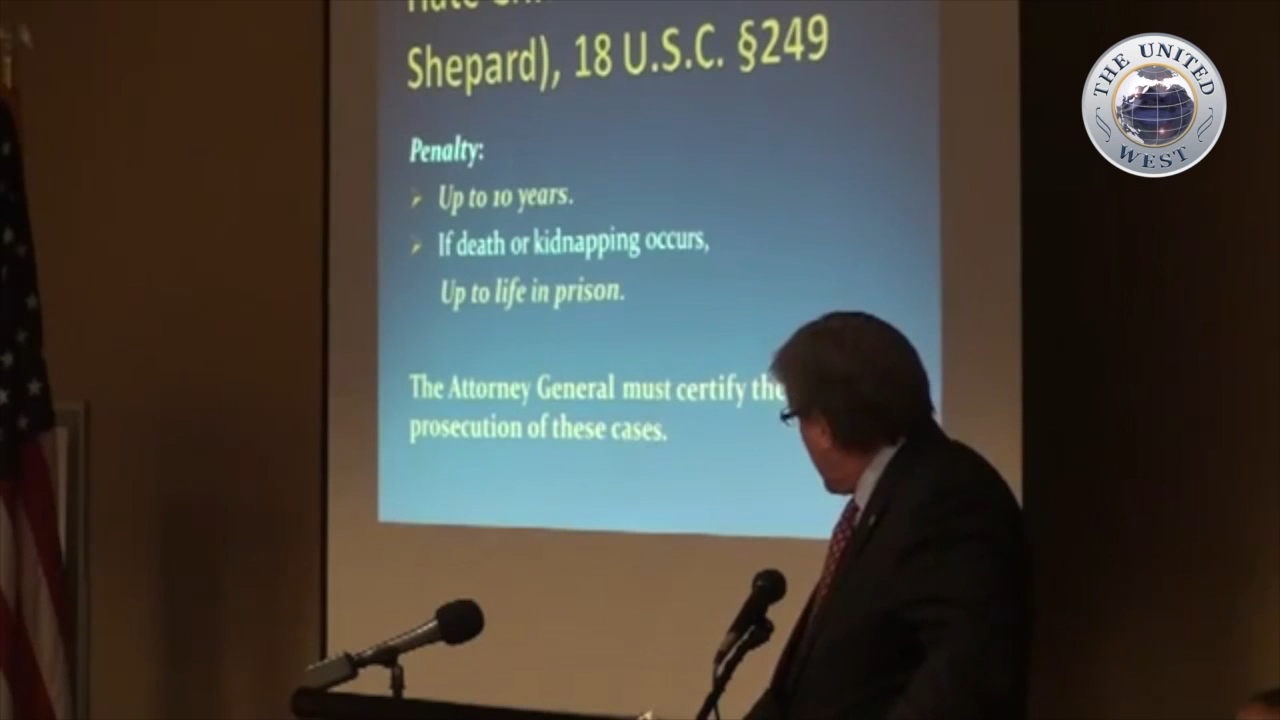 Shepard), 18 U.S.C. §249
Penalty:
Up to 10 years.
If death or kidnapping occurs,
Up to life in prison.
The Attorney General must certify the
prosecution of these cases.
THE UNITED
WEST